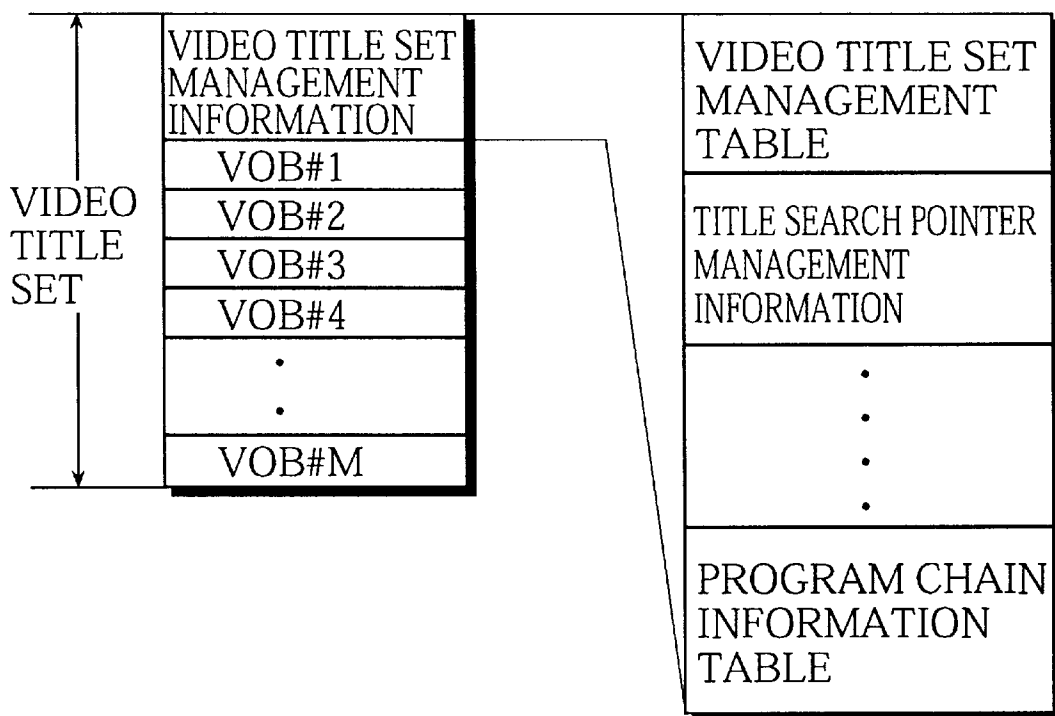 VIDEO
TITLE
SET
VIDEO TITLE SET
MANAGEMENT
INFORMATION
VOB#1
VOB#2
VOB#3
VOB#4
VOB#M
VIDEO TITLE SET
MANAGEMENT
TABLE
TITLE SEARCH POINTER
MANAGEMENT
INFORMATION
PROGRAM CHAIN
INFORMATION
TABLE